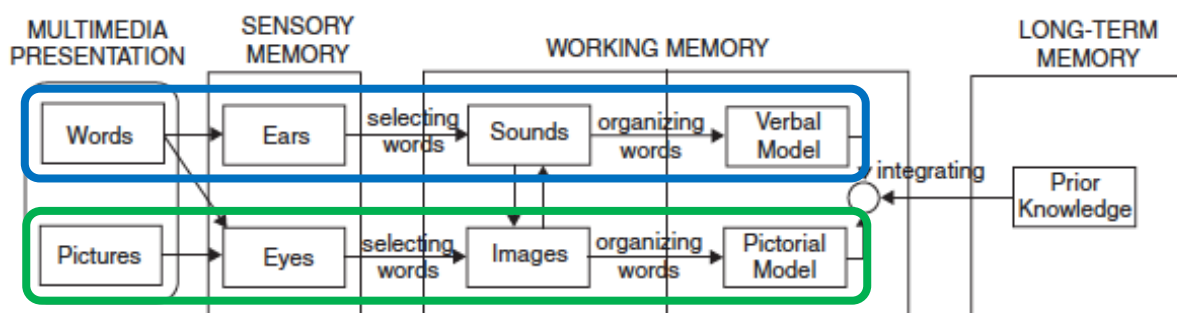 MULTIMEDIA
PRESENTATION
SENSORY
MEMORY
WORKING MEMORY
LONG-TERM
MEMORY
Words
Ears
selecting
words
Sounds
organizing
words
Verbal
Model
integrating
Prior
Knowledge
Pictures
Eyes
selecting
words
Images
organizing
words
Pictorial
Model